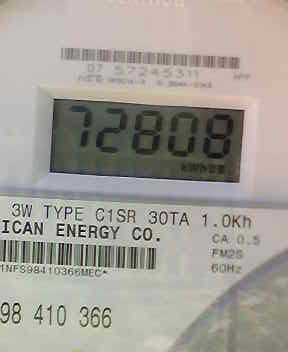 07 57245311 APP
72808
3W TYPE C1SR 30TA 1.0Kh
ICAN ENERGY CO.
CA 0.5
FM2S
60Hz
1NFS98410366MEC*
98 410 366